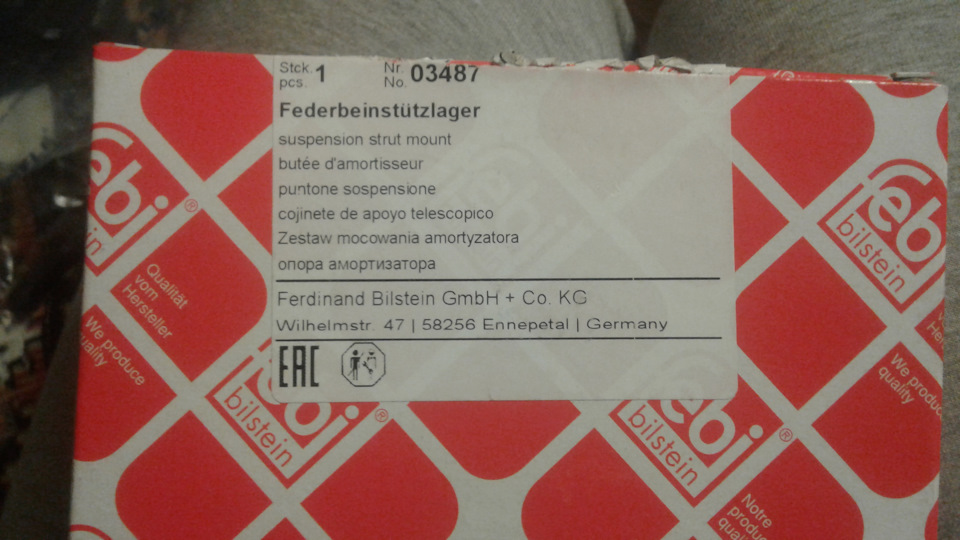 Stck. 1 Nr. 03487
pcs. No.
Federbeinstützlager
suspension strut mount
butée d'amortisseur
puntone sospensione
cojinete de apoyo telescopico
Zestaw mocowania amortyzatora
опора амортизатора
Ferdinand Bilstein GmbH + Co. KG
Wilhelmstr. 47 | 58256 Ennepetal | Germany
EAC
febi®
bilstein
Qualität
vom
Hersteller
We produce
quality
febi
bilstein
We produce
quality
febi®
bilstein
febi®
bilstein
Notre